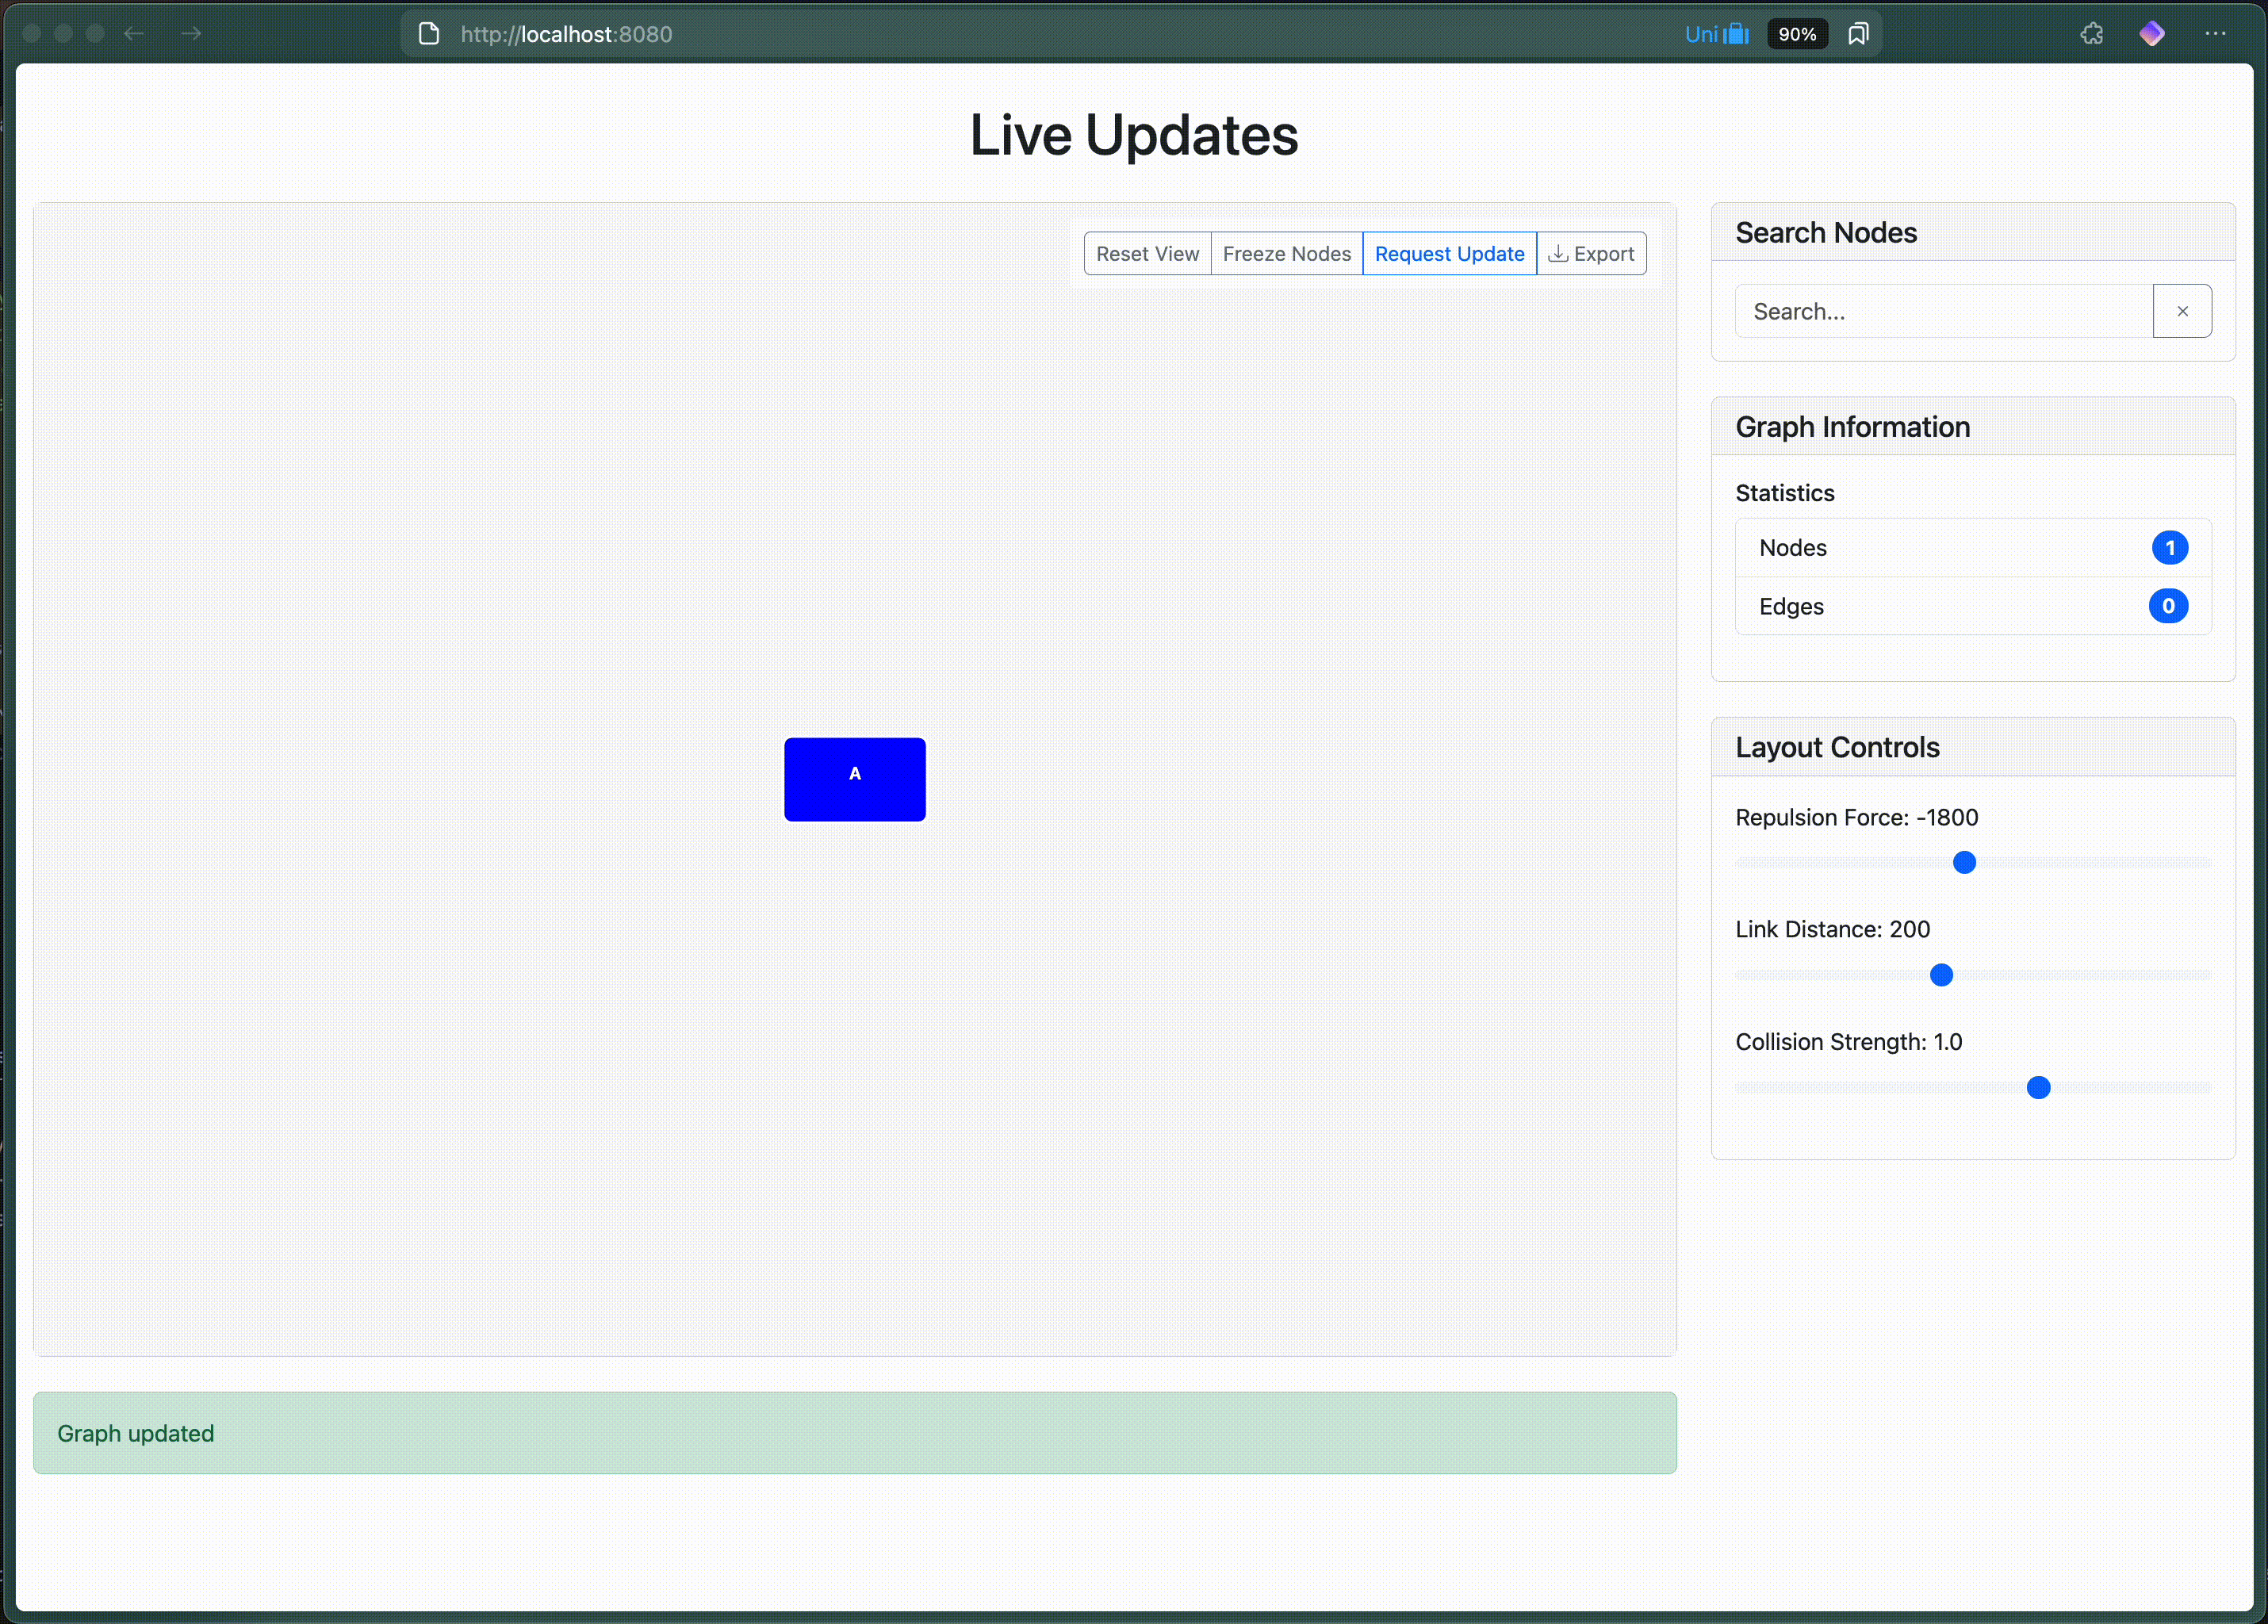 http://localhost:8080
Uni
90%
Live Updates
Reset View
Freeze Nodes
Request Update
Export
A
Graph updated
Search Nodes
Search...
Graph Information
Statistics
Nodes 1
Edges 0
Layout Controls
Repulsion Force: -1800
Link Distance: 200
Collision Strength: 1.0